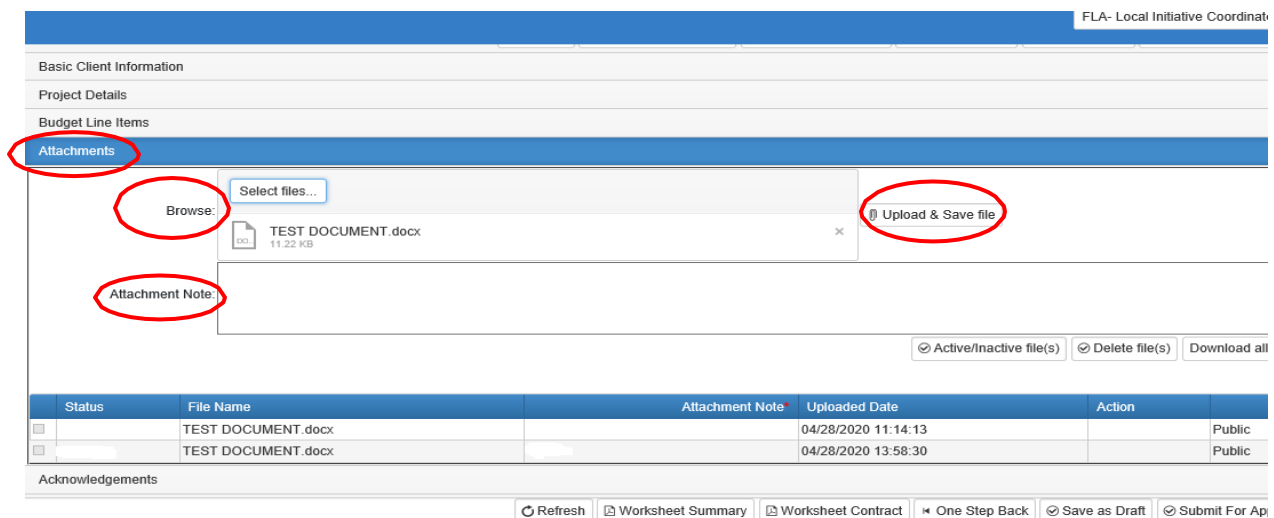 FLA- Local Initiative Coordinate
Basic Client Information
Project Details
Budget Line Items
Attachments
Select files...
Browse:
Upload & Save file
DO...
TEST DOCUMENT.docx
11.22 KB
Attachment Note:
Active/Inactive file(s) Delete file(s) Download all
Status File Name Attachment Note* Uploaded Date Action
TEST DOCUMENT.docx 04/28/2020 11:14:13 Public
TEST DOCUMENT.docx 04/28/2020 13:58:30 Public
Acknowledgements
Refresh Worksheet Summary Worksheet Contract One Step Back Save as Draft Submit For App